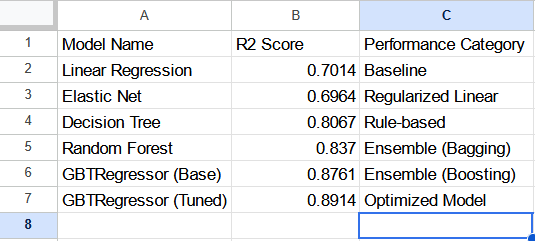 A B C
1 Model Name R2 Score Performance Category
2 Linear Regression 0.7014 Baseline
3 Elastic Net 0.6964 Regularized Linear
4 Decision Tree 0.8067 Rule-based
5 Random Forest 0.837 Ensemble (Bagging)
6 GBTRegressor (Base) 0.8761 Ensemble (Boosting)
7 GBTRegressor (Tuned) 0.8914 Optimized Model
8